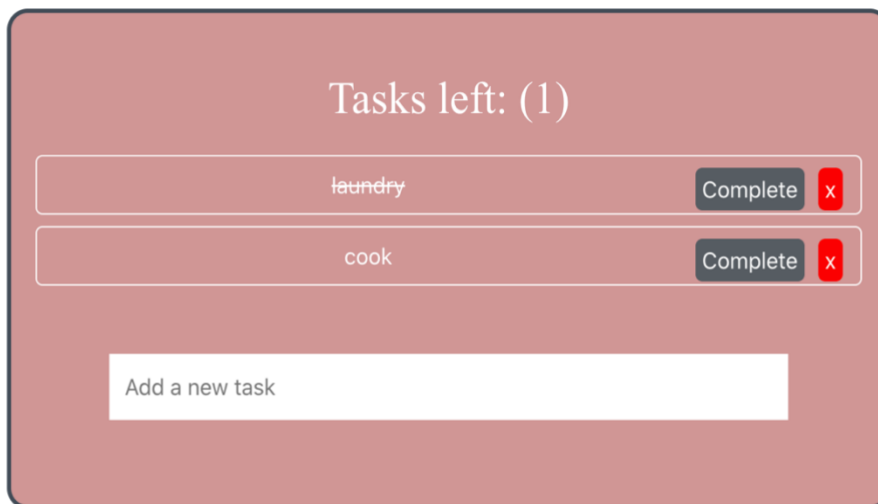 Tasks left: (1)
laundry Complete x
cook Complete x
Add a new task